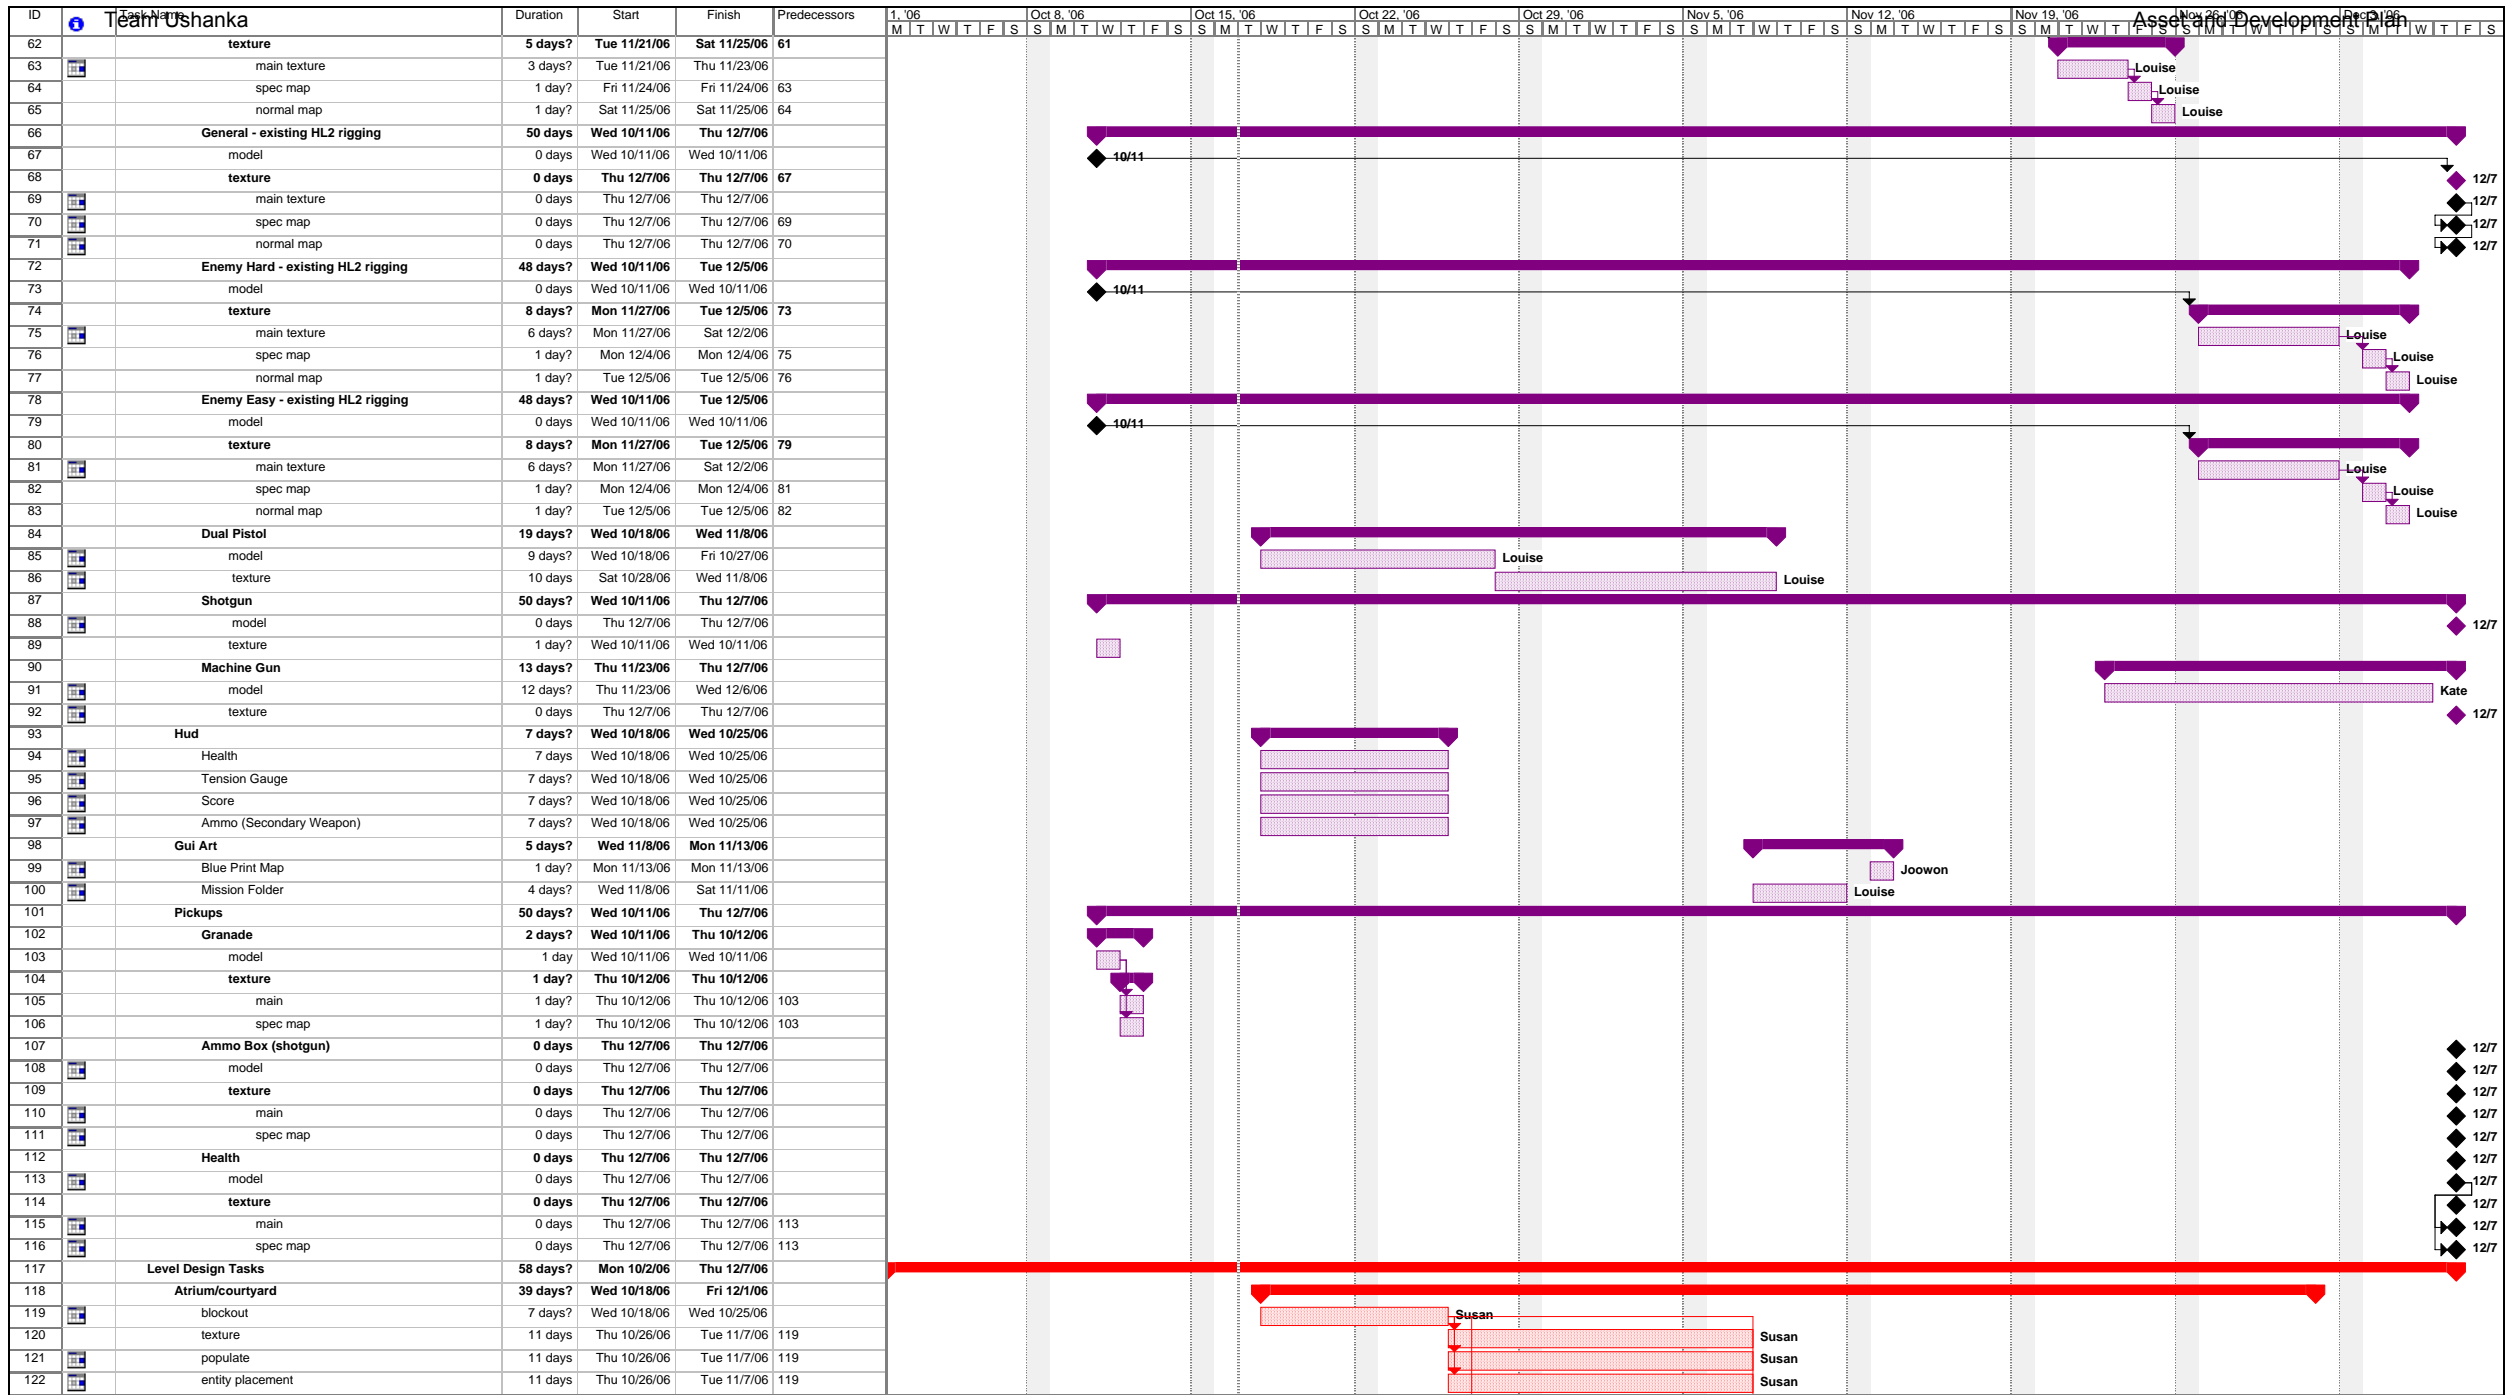 Team Ushanka
Asset and Development Plan
ID Task Name Duration Start Finish Predecessors 1, '06 Oct 8, '06 Oct 15, '06 Oct 22, '06 Oct 29, '06 Nov 5, '06 Nov 12, '06 Nov 19, '06 Nov 26, '06 Dec 3, '06
M T W T F S S M T W T F S S M T W T F S S M T W T F S S M T W T F S S M T W T F S S M T W T F S S M T W T F S S M T W T F S S M T W T F S
62 texture 5 days? Tue 11/21/06 Sat 11/25/06 61
63 main texture 3 days? Tue 11/21/06 Thu 11/23/06 Louise
64 spec map 1 day? Fri 11/24/06 Fri 11/24/06 63 Louise
65 normal map 1 day? Sat 11/25/06 Sat 11/25/06 64 Louise
66 General - existing HL2 rigging 50 days Wed 10/11/06 Thu 12/7/06
67 model 0 days Wed 10/11/06 Wed 10/11/06 10/11
68 texture 0 days Thu 12/7/06 Thu 12/7/06 67 12/7
69 main texture 0 days Thu 12/7/06 Thu 12/7/06 12/7
70 spec map 0 days Thu 12/7/06 Thu 12/7/06 69 12/7
71 normal map 0 days Thu 12/7/06 Thu 12/7/06 70 12/7
72 Enemy Hard - existing HL2 rigging 48 days? Wed 10/11/06 Tue 12/5/06
73 model 0 days Wed 10/11/06 Wed 10/11/06 10/11
74 texture 8 days? Mon 11/27/06 Tue 12/5/06 73
75 main texture 6 days? Mon 11/27/06 Sat 12/2/06 Louise
76 spec map 1 day? Mon 12/4/06 Mon 12/4/06 75 Louise
77 normal map 1 day? Tue 12/5/06 Tue 12/5/06 76 Louise
78 Enemy Easy - existing HL2 rigging 48 days? Wed 10/11/06 Tue 12/5/06
79 model 0 days Wed 10/11/06 Wed 10/11/06 10/11
80 texture 8 days? Mon 11/27/06 Tue 12/5/06 79
81 main texture 6 days? Mon 11/27/06 Sat 12/2/06 Louise
82 spec map 1 day? Mon 12/4/06 Mon 12/4/06 81 Louise
83 normal map 1 day? Tue 12/5/06 Tue 12/5/06 82 Louise
84 Dual Pistol 19 days? Wed 10/18/06 Wed 11/8/06
85 model 9 days? Wed 10/18/06 Fri 10/27/06 Louise
86 texture 10 days Sat 10/28/06 Wed 11/8/06 Louise
87 Shotgun 50 days? Wed 10/11/06 Thu 12/7/06
88 model 0 days Thu 12/7/06 Thu 12/7/06 12/7
89 texture 1 day? Wed 10/11/06 Wed 10/11/06
90 Machine Gun 13 days? Thu 11/23/06 Thu 12/7/06
91 model 12 days? Thu 11/23/06 Wed 12/6/06 Kate
92 texture 0 days Thu 12/7/06 Thu 12/7/06 12/7
93 Hud 7 days? Wed 10/18/06 Wed 10/25/06
94 Health 7 days Wed 10/18/06 Wed 10/25/06
95 Tension Gauge 7 days? Wed 10/18/06 Wed 10/25/06
96 Score 7 days? Wed 10/18/06 Wed 10/25/06
97 Ammo (Secondary Weapon) 7 days? Wed 10/18/06 Wed 10/25/06
98 Gui Art 5 days? Wed 11/8/06 Mon 11/13/06
99 Blue Print Map 1 day? Mon 11/13/06 Mon 11/13/06 Joowon
100 Mission Folder 4 days? Wed 11/8/06 Sat 11/11/06 Louise
101 Pickups 50 days? Wed 10/11/06 Thu 12/7/06
102 Granade 2 days? Wed 10/11/06 Thu 10/12/06
103 model 1 day Wed 10/11/06 Wed 10/11/06
104 texture 1 day? Thu 10/12/06 Thu 10/12/06
105 main 1 day? Thu 10/12/06 Thu 10/12/06 103
106 spec map 1 day? Thu 10/12/06 Thu 10/12/06 103
107 Ammo Box (shotgun) 0 days Thu 12/7/06 Thu 12/7/06 12/7
108 model 0 days Thu 12/7/06 Thu 12/7/06 12/7
109 texture 0 days Thu 12/7/06 Thu 12/7/06 12/7
110 main 0 days Thu 12/7/06 Thu 12/7/06 12/7
111 spec map 0 days Thu 12/7/06 Thu 12/7/06 12/7
112 Health 0 days Thu 12/7/06 Thu 12/7/06 12/7
113 model 0 days Thu 12/7/06 Thu 12/7/06 12/7
114 texture 0 days Thu 12/7/06 Thu 12/7/06 12/7
115 main 0 days Thu 12/7/06 Thu 12/7/06 113 12/7
116 spec map 0 days Thu 12/7/06 Thu 12/7/06 113 12/7
117 Level Design Tasks 58 days? Mon 10/2/06 Thu 12/7/06
118 Atrium/courtyard 39 days? Wed 10/18/06 Fri 12/1/06
119 blockout 7 days? Wed 10/18/06 Wed 10/25/06 Susan
120 texture 11 days Thu 10/26/06 Tue 11/7/06 119 Susan
121 populate 11 days Thu 10/26/06 Tue 11/7/06 119 Susan
122 entity placement 11 days Thu 10/26/06 Tue 11/7/06 119 Susan